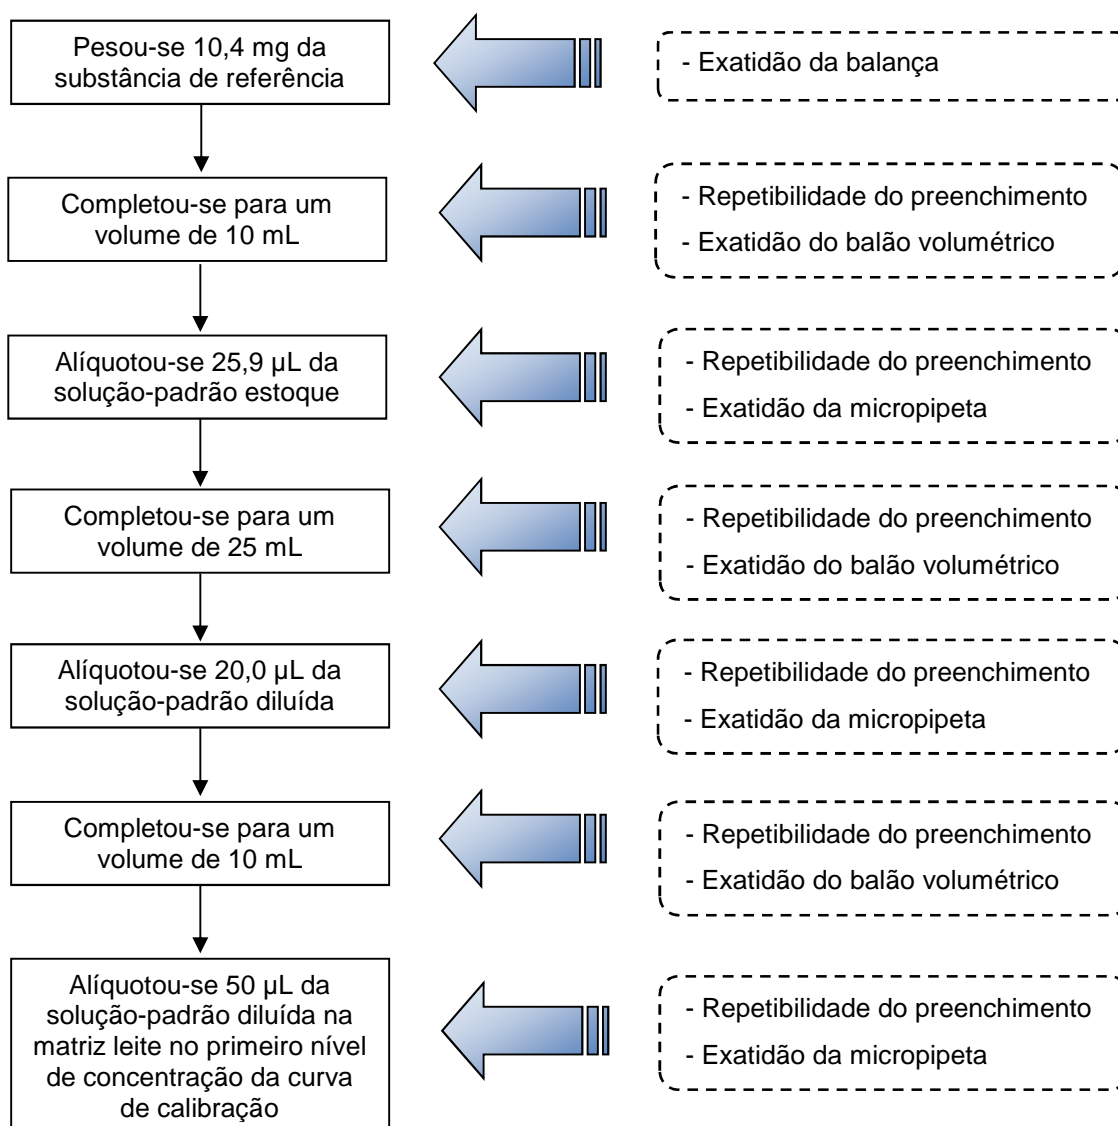 Pesou-se 10,4 mg da
substância de referência
- Exatidão da balança
Completou-se para um
volume de 10 mL
- Repetibilidade do preenchimento
- Exatidão do balão volumétrico
Alíquotou-se 25,9 µL da
solução-padrão estoque
- Repetibilidade do preenchimento
- Exatidão da micropipeta
Completou-se para um
volume de 25 mL
- Repetibilidade do preenchimento
- Exatidão do balão volumétrico
Alíquotou-se 20,0 µL da
solução-padrão diluída
- Repetibilidade do preenchimento
- Exatidão da micropipeta
Completou-se para um
volume de 10 mL
- Repetibilidade do preenchimento
- Exatidão do balão volumétrico
Alíquotou-se 50 µL da
solução-padrão diluída na
matriz leite no primeiro nível
de concentração da curva
de calibração
- Repetibilidade do preenchimento
- Exatidão da micropipeta